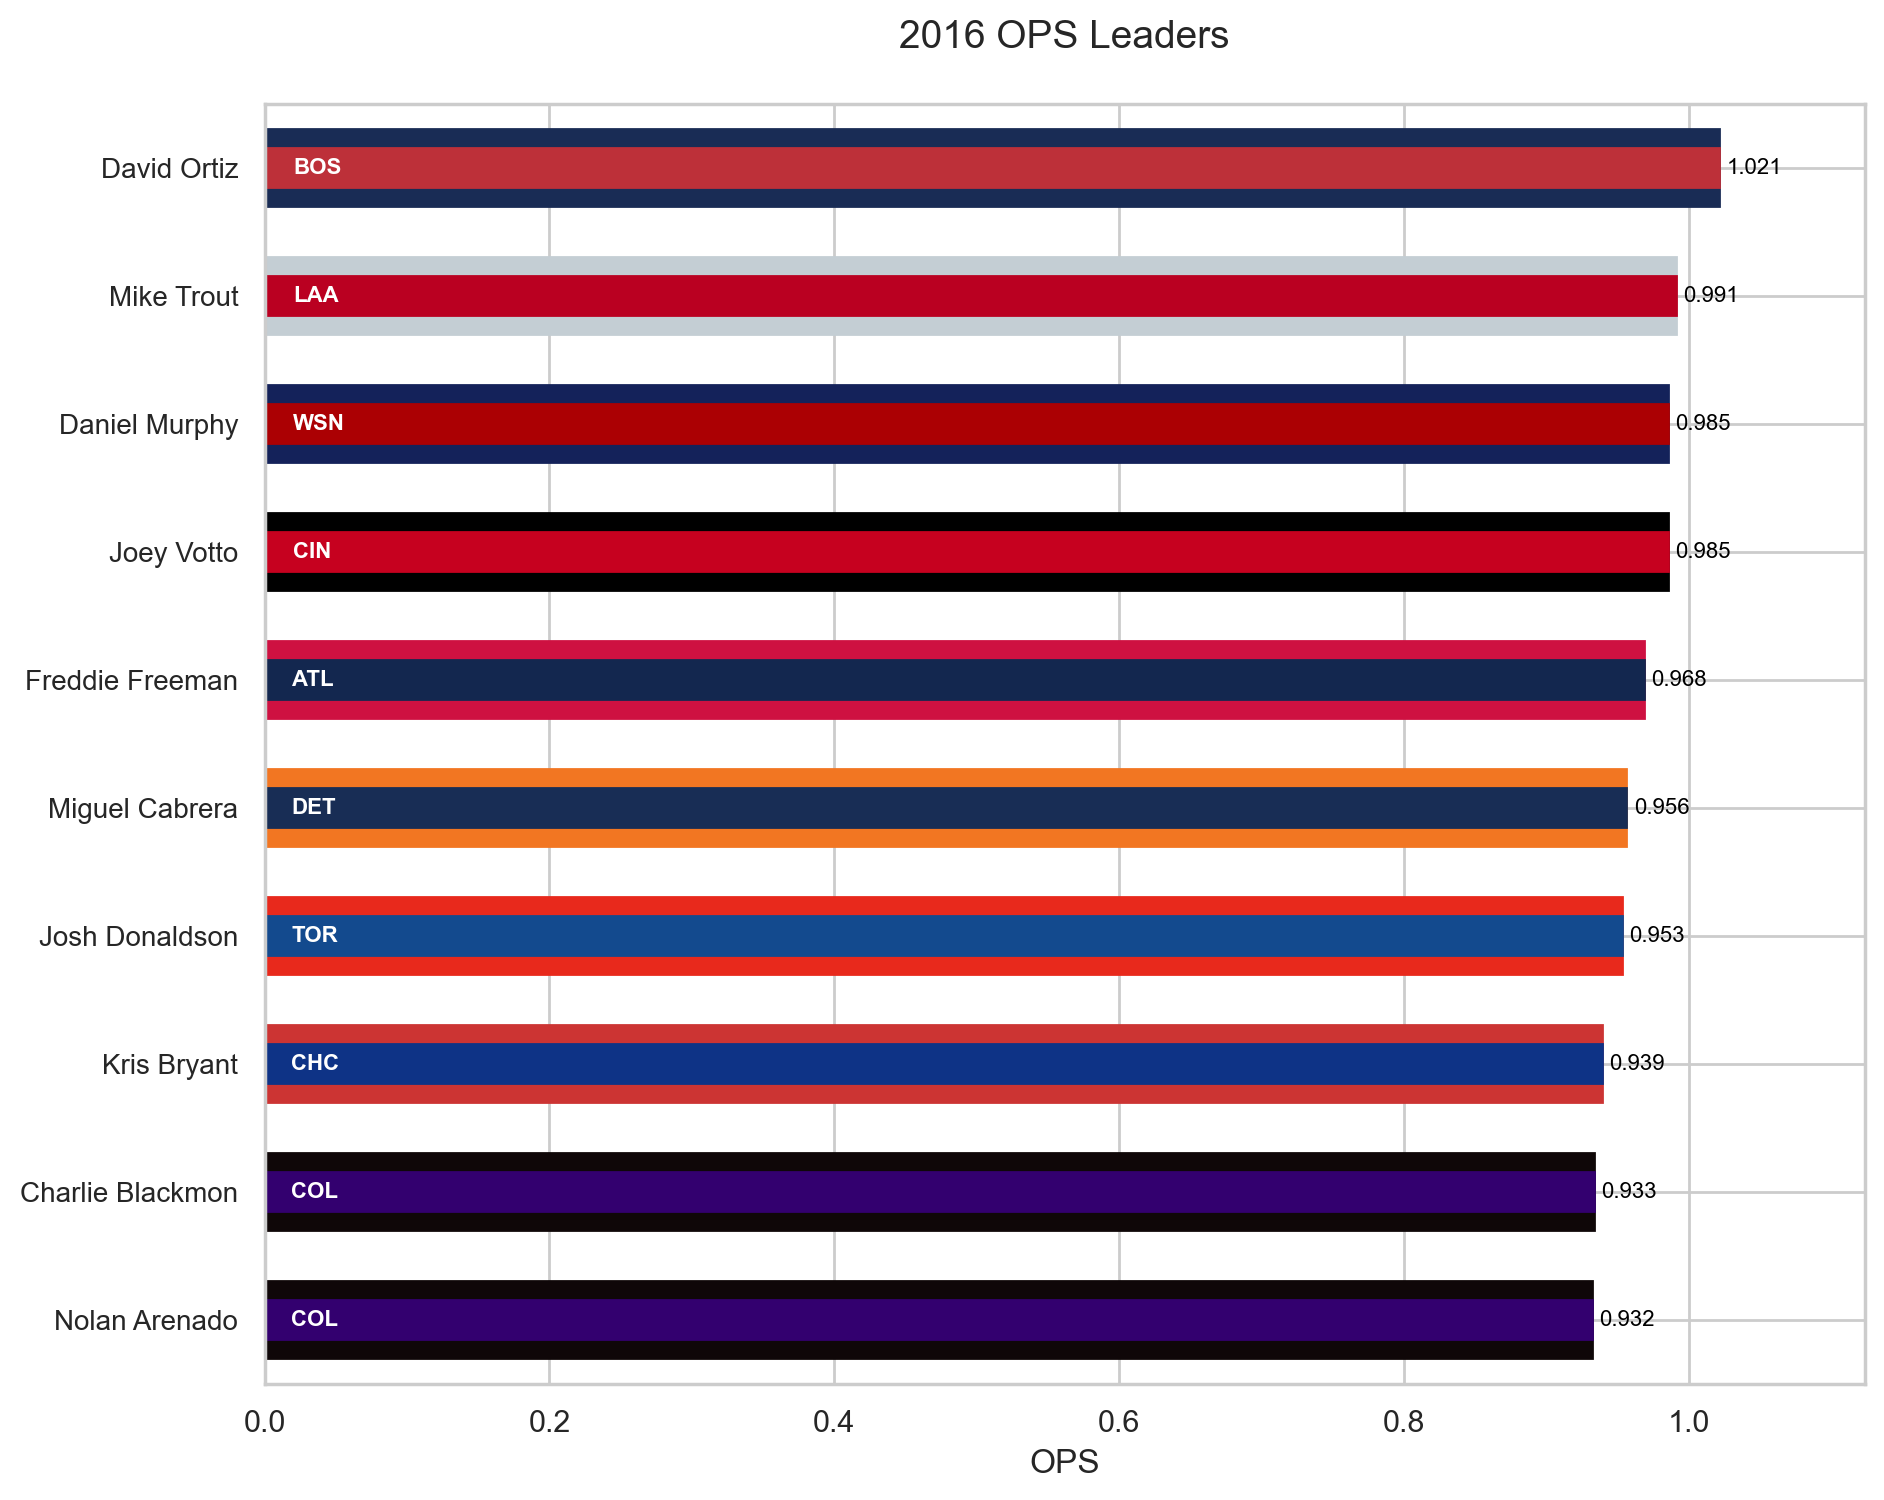 2016 OPS Leaders
David Ortiz
BOS
1.021
Mike Trout
LAA
0.991
Daniel Murphy
WSN
0.985
Joey Votto
CIN
0.985
Freddie Freeman
ATL
0.968
Miguel Cabrera
DET
0.956
Josh Donaldson
TOR
0.953
Kris Bryant
CHC
0.939
Charlie Blackmon
COL
0.933
Nolan Arenado
COL
0.932
0.0 0.2 0.4 0.6 0.8 1.0
OPS